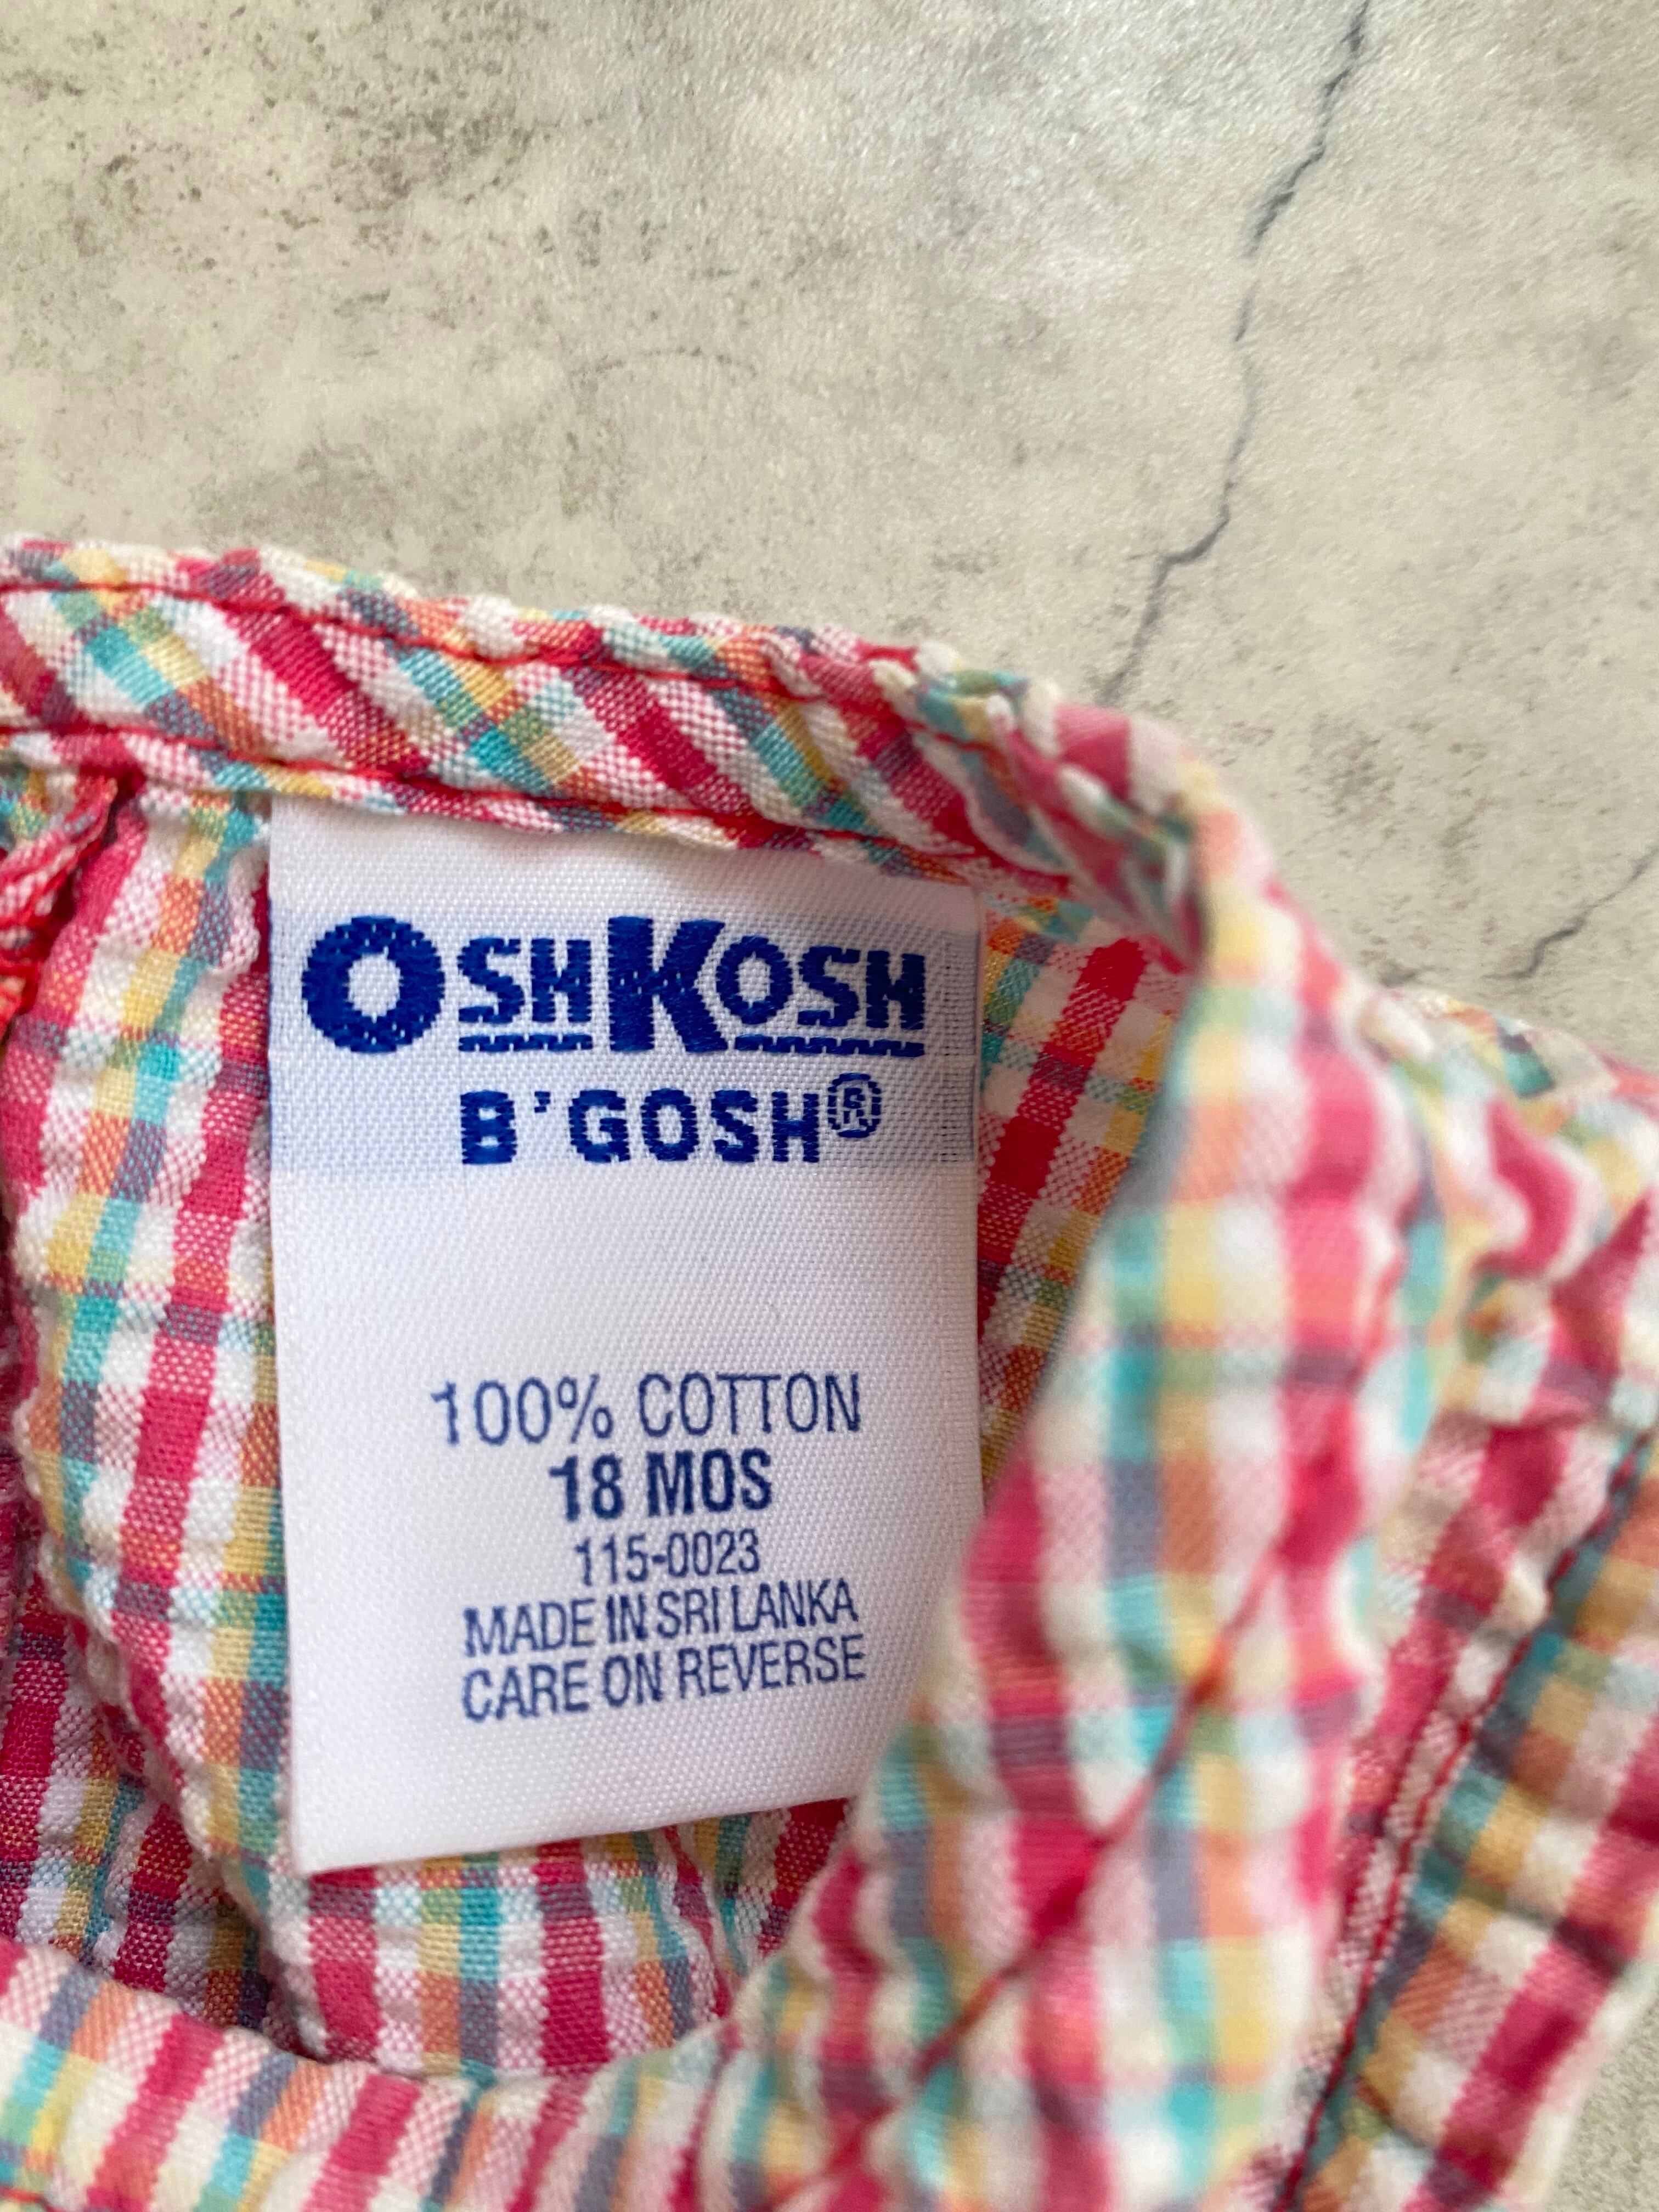 OSHKOSH
B'GOSH®
100% COTTON
18 MOS
115-0023
MADE IN SRI LANKA
CARE ON REVERSE